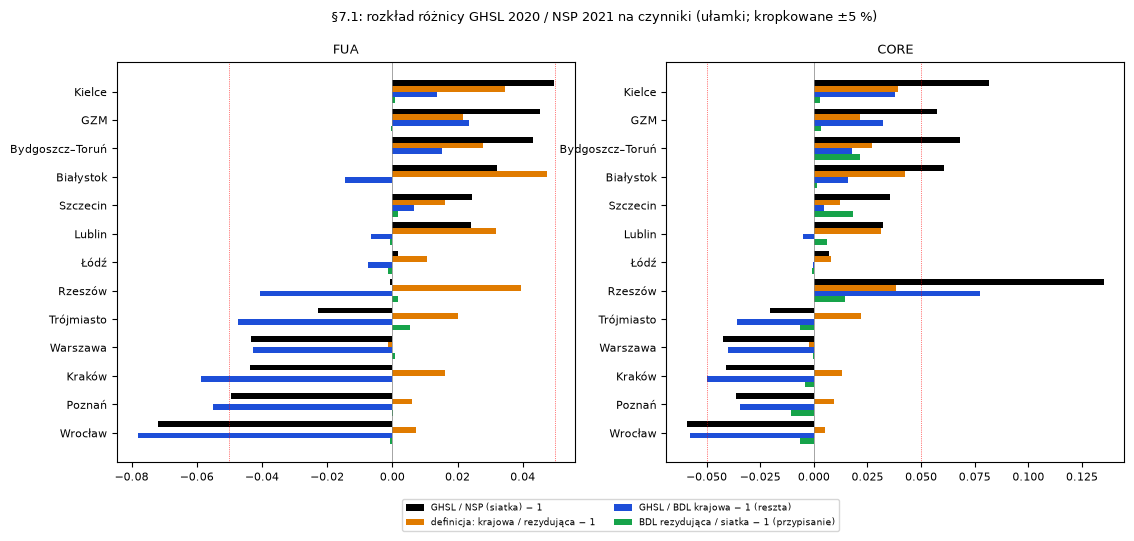 §7.1: rozkład różnicy GHSL 2020 / NSP 2021 na czynniki (ułamki; kropkowane ±5 %)
FUA
Kielce
GZM
Bydgoszcz–Toruń
Białystok
Szczecin
Lublin
Łódź
Rzeszów
Trójmiasto
Warszawa
Kraków
Poznań
Wrocław
−0.08 −0.06 −0.04 −0.02 0.00 0.02 0.04
CORE
Kielce
GZM
Bydgoszcz–Toruń
Białystok
Szczecin
Lublin
Łódź
Rzeszów
Trójmiasto
Warszawa
Kraków
Poznań
Wrocław
−0.050 −0.025 0.000 0.025 0.050 0.075 0.100 0.125
GHSL / NSP (siatka) − 1
definicja: krajowa / rezydująca − 1
GHSL / BDL krajowa − 1 (reszta)
BDL rezydująca / siatka − 1 (przypisanie)